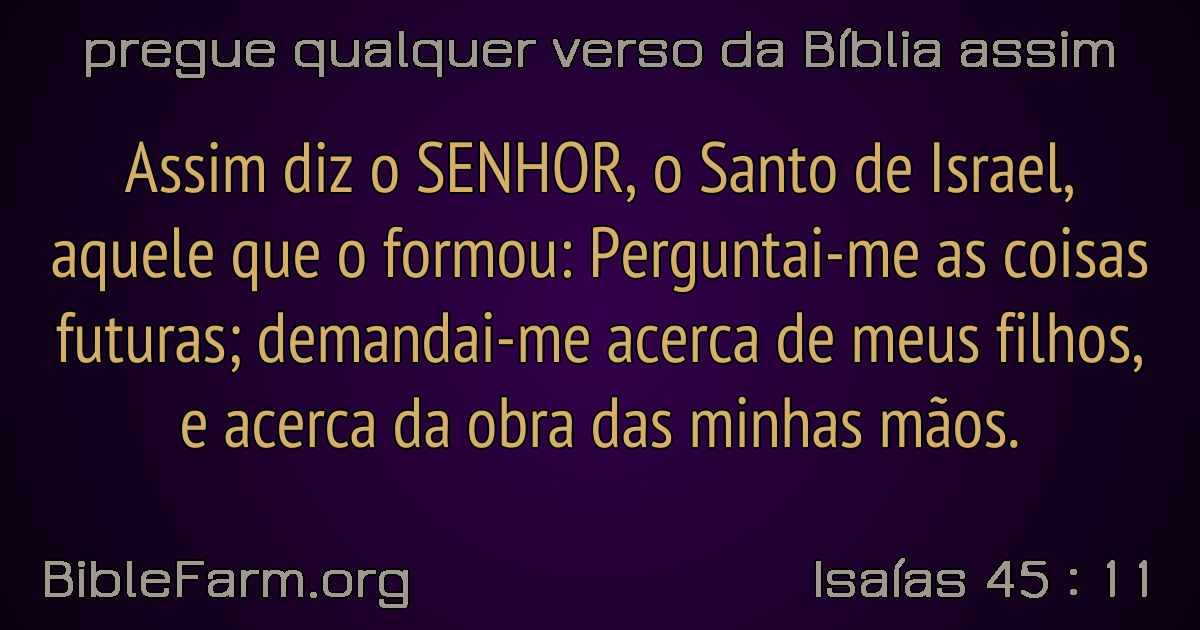 pregue qualquer verso da Bíblia assim
Assim diz o SENHOR, o Santo de Israel,
aquele que o formou: Perguntai-me as coisas
futuras; demandai-me acerca de meus filhos,
e acerca da obra das minhas mãos.
BibleFarm.org
Isaías 45 : 11